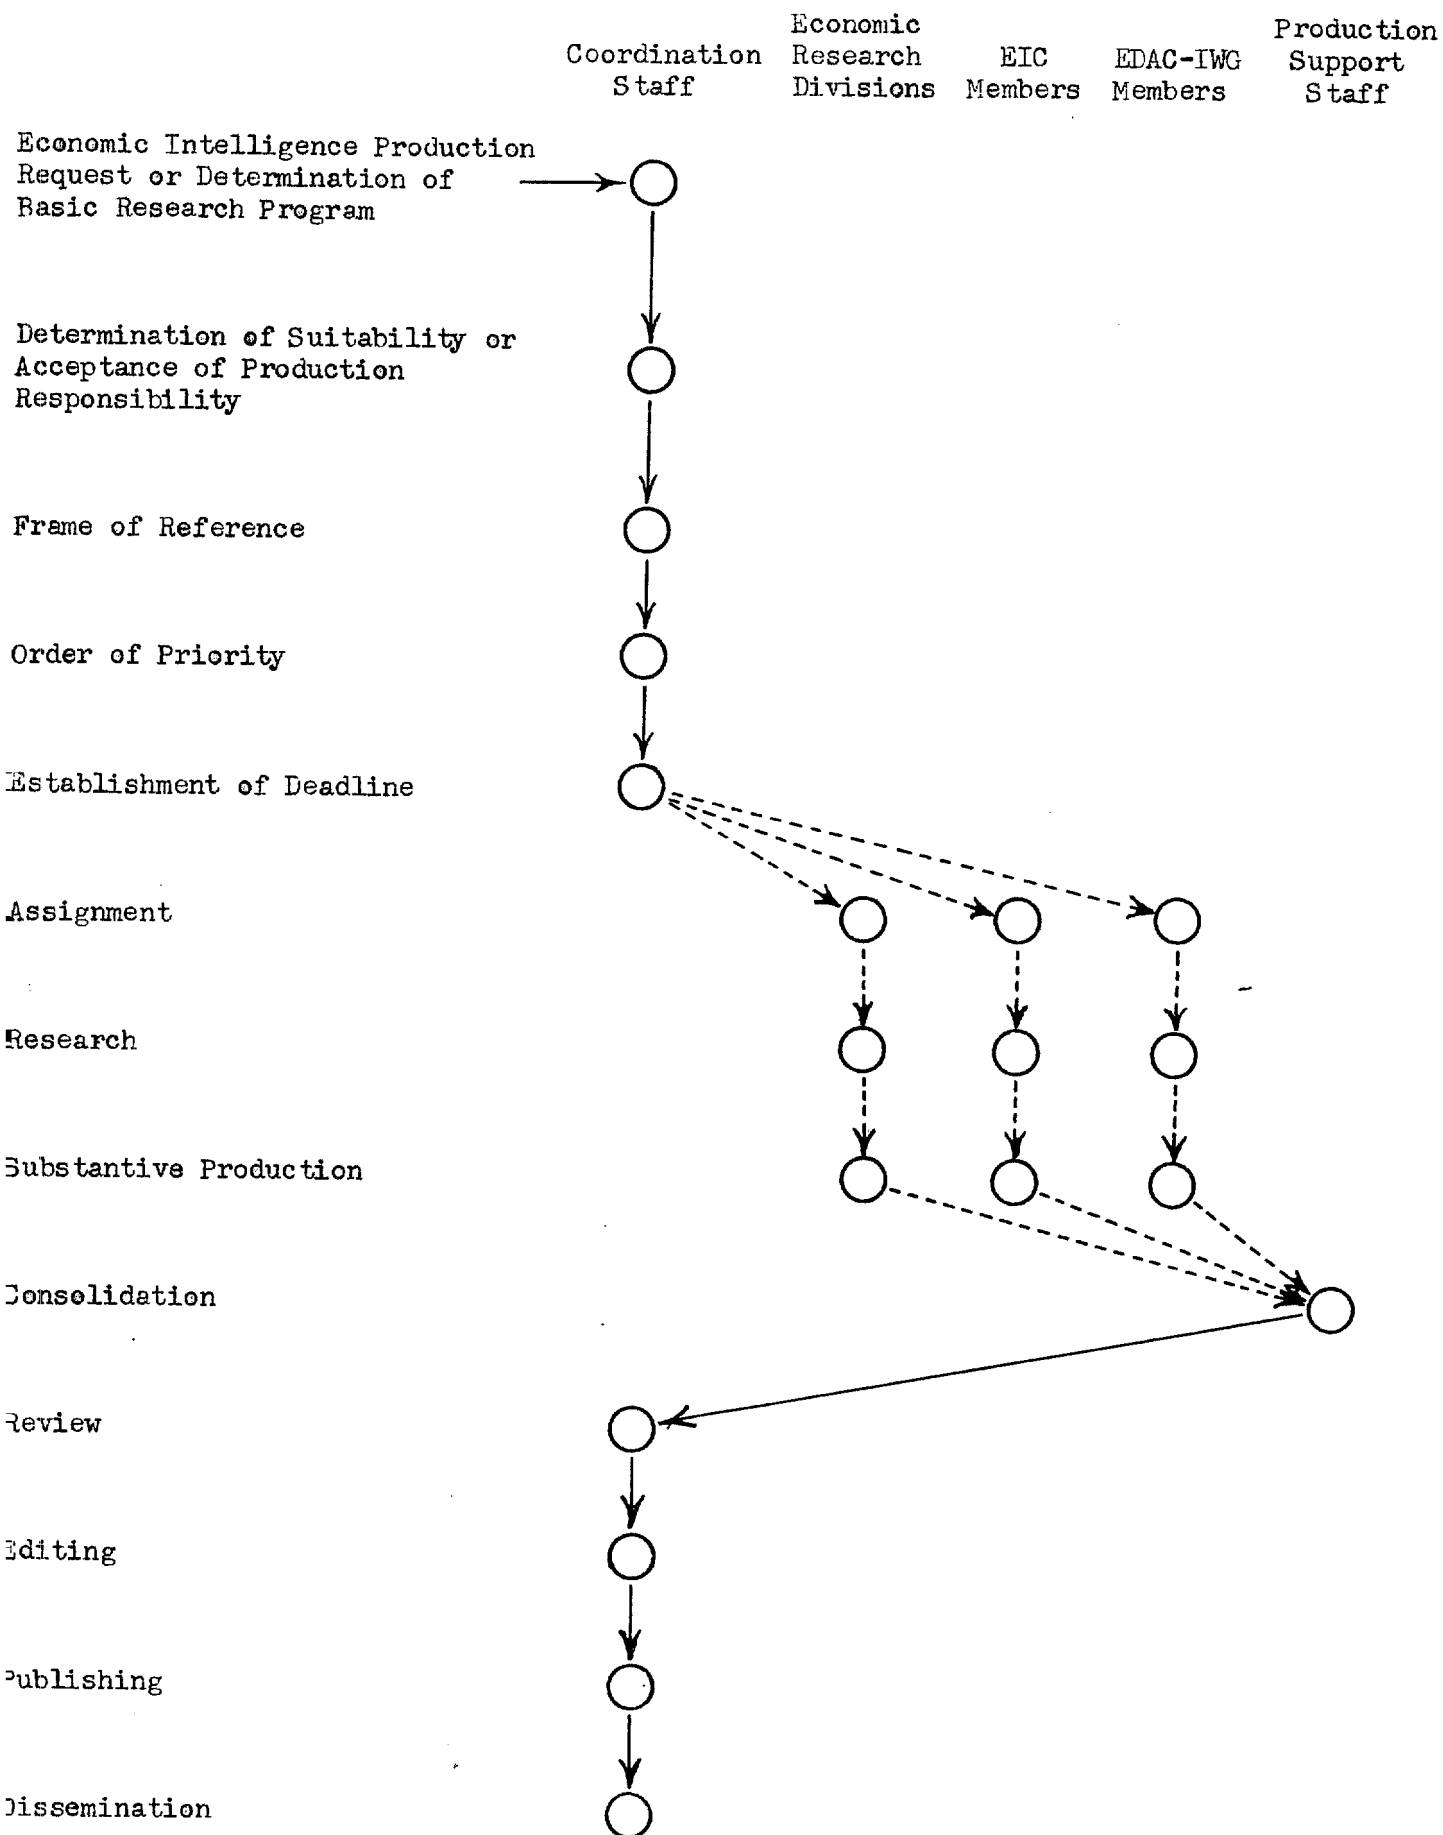 Economic
Production
Coordination Research EIC EDAC-IWG Support
Staff Divisions Members Members Staff
Economic Intelligence Production
Request or Determination of
Basic Research Program
Determination of Suitability or
Acceptance of Production
Responsibility
Frame of Reference
Order of Priority
Establishment of Deadline
Assignment
Research
Substantive Production
Consolidation
Review
Editing
Publishing
Dissemination